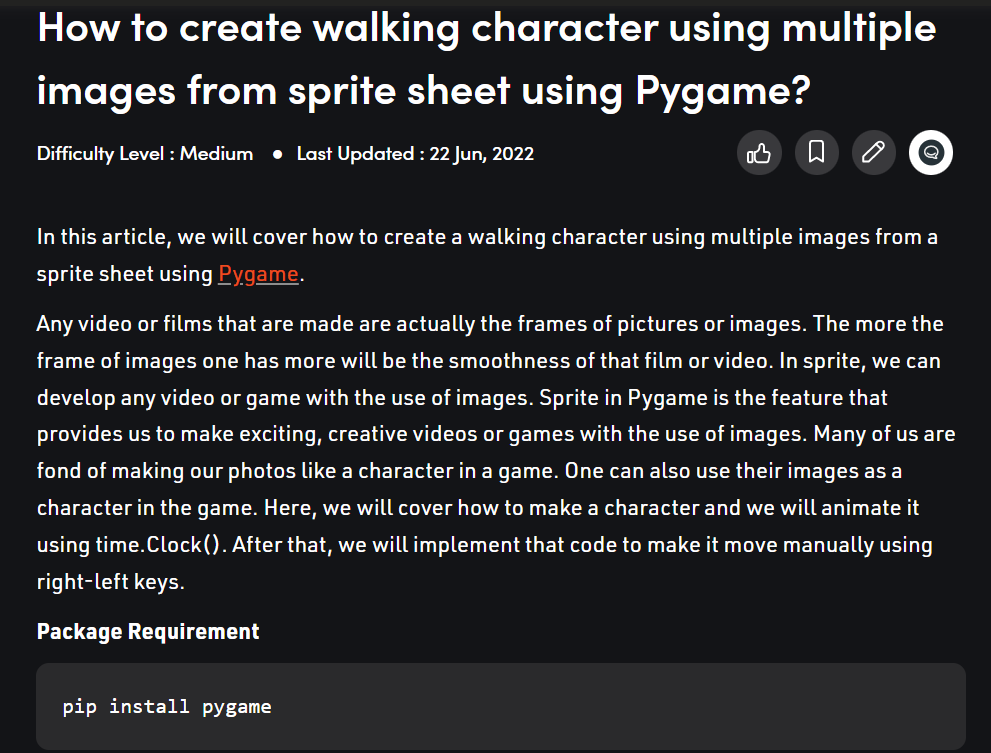 How to create walking character using multiple
images from sprite sheet using Pygame?
Difficulty Level : Medium ● Last Updated : 22 Jun, 2022
In this article, we will cover how to create a walking character using multiple images from a
sprite sheet using Pygame.
Any video or films that are made are actually the frames of pictures or images. The more the
frame of images one has more will be the smoothness of that film or video. In sprite, we can
develop any video or game with the use of images. Sprite in Pygame is the feature that
provides us to make exciting, creative videos or games with the use of images. Many of us are
fond of making our photos like a character in a game. One can also use their images as a
character in the game. Here, we will cover how to make a character and we will animate it
using time.Clock(). After that, we will implement that code to make it move manually using
right-left keys.
Package Requirement
pip install pygame